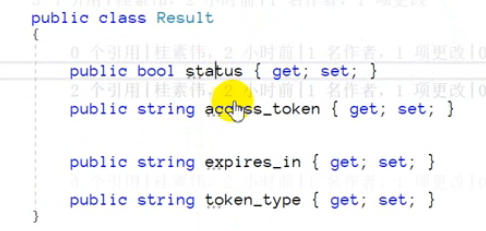 public class Result
{
0 个引用|桂素伟，2 小时前|1 名作者，1 项更改|0
public bool status { get; set; }
2 个引用|桂素伟，2 小时前|1 名作者，1 项更改|0
public string access_token { get; set; }
public string expires_in { get; set; }
0 个引用|桂素伟，2 小时前|1 名作者，1 项更改|0
public string token_type { get; set; }
}